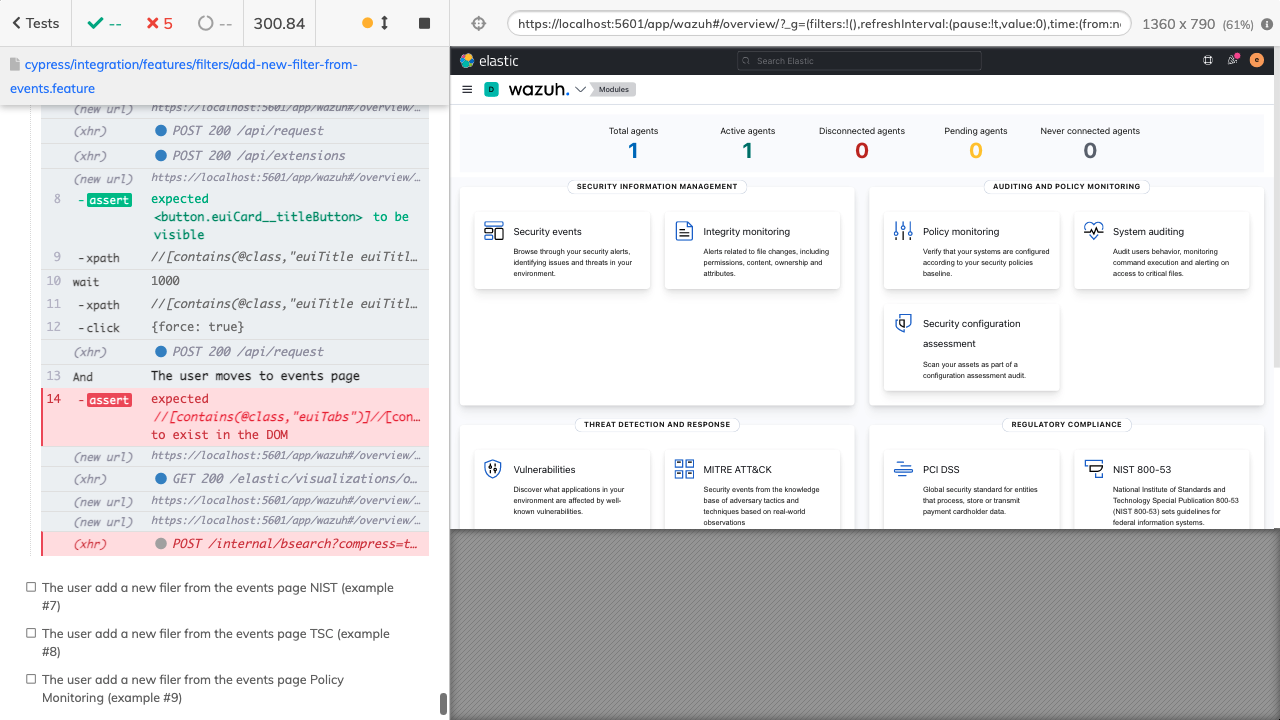 Tests
--
5
--
300.84
https://localhost:5601/app/wazuh#/overview/?_g=(filters:!(),refreshInterval:(pause:!t,value:0),time:(from:n
1360 x 790 (61%)
cypress/integration/features/filters/add-new-filter-from-
events.feature
(new url) https://localhost:5601/app/wazuh#/overview/…
(xhr) POST 200 /api/request
(xhr) POST 200 /api/extensions
(new url) https://localhost:5601/app/wazuh#/overview/…
8 -assert expected
<button.euiCard__titleButton> to be
visible
9 -xpath //[contains(@class,"euiTitle euiTitl…
10 wait 1000
11 -xpath //[contains(@class,"euiTitle euiTitl…
12 -click {force: true}
(xhr) POST 200 /api/request
13 And The user moves to events page
14 -assert expected
//[contains(@class,"euiTabs")]//[con…
to exist in the DOM
(new url) https://localhost:5601/app/wazuh#/overview/…
(xhr) GET 200 /elastic/visualizations/o…
(new url) https://localhost:5601/app/wazuh#/overview/…
(new url) https://localhost:5601/app/wazuh#/overview/…
(xhr) POST /internal/bsearch?compress=t…
The user add a new filer from the events page NIST (example
#7)
The user add a new filer from the events page TSC (example
#8)
The user add a new filer from the events page Policy
Monitoring (example #9)
elastic
Search Elastic
e
D
wazuh.
Modules
Total agents
1
Active agents
1
Disconnected agents
0
Pending agents
0
Never connected agents
0
SECURITY INFORMATION MANAGEMENT
Security events
Browse through your security alerts,
identifying issues and threats in your
environment.
Integrity monitoring
Alerts related to file changes, including
permissions, content, ownership and
attributes.
AUDITING AND POLICY MONITORING
Policy monitoring
Verify that your systems are configured
according to your security policies
baseline.
System auditing
Audit users behavior, monitoring
command execution and alerting on
access to critical files.
Security configuration
assessment
Scan your assets as part of a
configuration assessment audit.
THREAT DETECTION AND RESPONSE
Vulnerabilities
Discover what applications in your
environment are affected by well-
known vulnerabilities.
MITRE ATT&CK
Security events from the knowledge
base of adversary tactics and
techniques based on real-world
observations
REGULATORY COMPLIANCE
PCI DSS
Global security standard for entities
that process, store or transmit
payment cardholder data.
NIST 800-53
National Institute of Standards and
Technology Special Publication 800-53
(NIST 800-53) sets guidelines for
federal information systems.